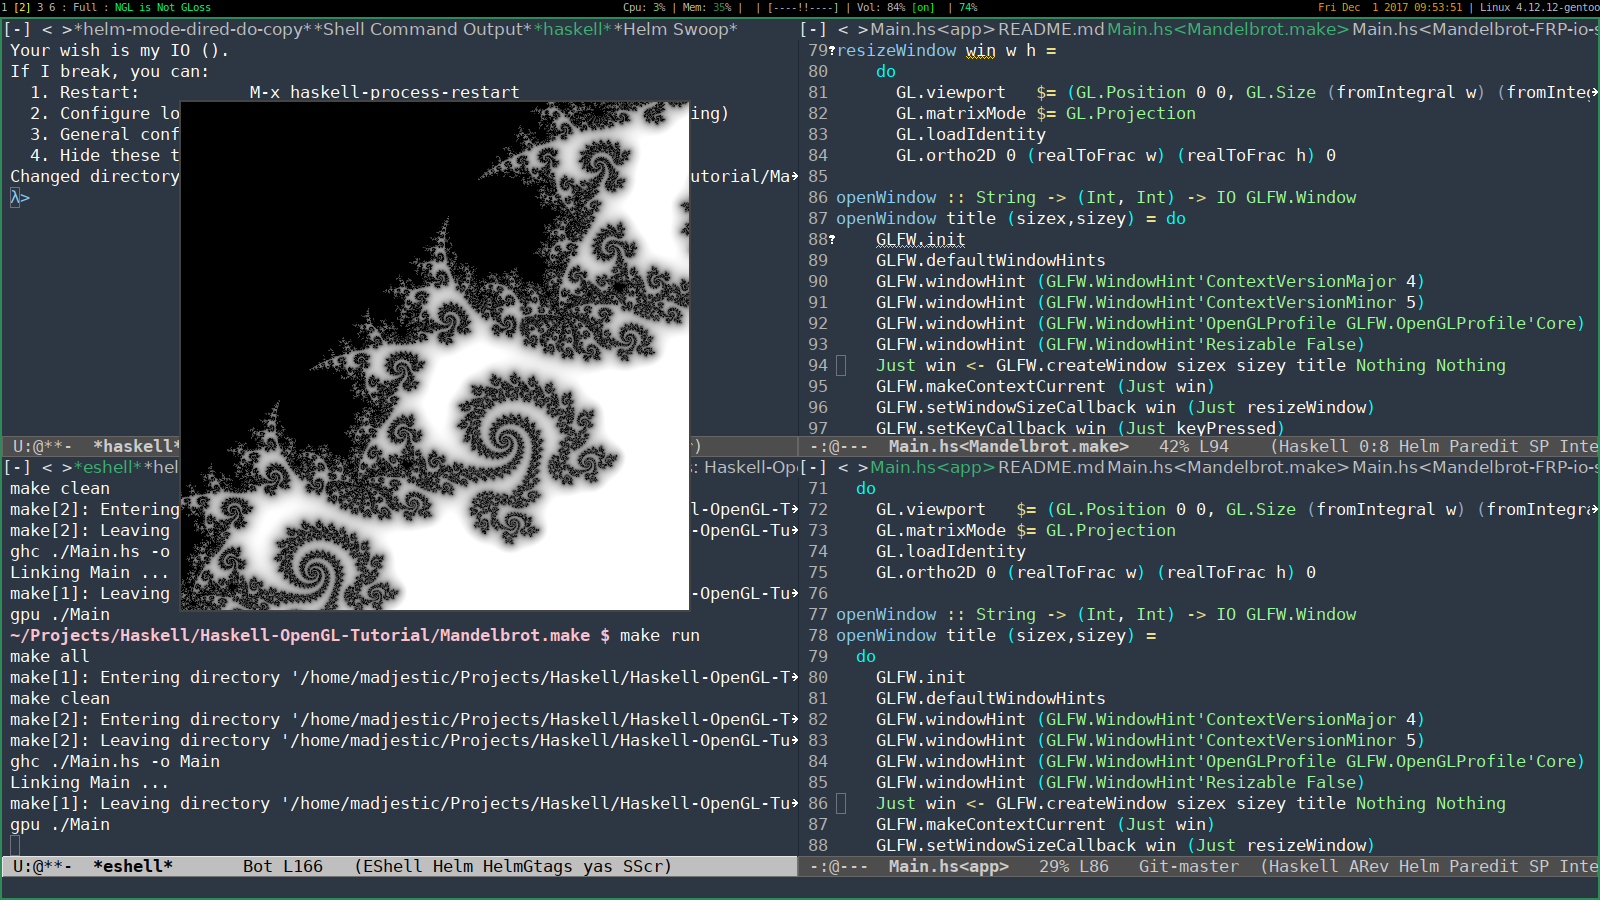 1 [2] 3 6 : Full : NGL is Not GLoss
Cpu: 3% | Mem: 35% | | [----!!----] | Vol: 84% [on] | 74%
Fri Dec 1 2017 09:53:51 | Linux 4.12.12-gentoo
[-] < >*helm-mode-dired-do-copy**Shell Command Output**haskell**Helm Swoop*
Your wish is my IO ().
If I break, you can:
1. Restart: M-x haskell-process-restart
2. Configure lo ing)
3. General conf
4. Hide these t
Changed directory utorial/Ma
λ>
U:@**- *haskell* )
[-] < >*eshell**hel : Haskell-Op
make clean
make[2]: Entering l-OpenGL-T
make[2]: Leaving -OpenGL-Tu
ghc ./Main.hs -o
Linking Main ...
make[1]: Leaving -OpenGL-Tu
gpu ./Main
~/Projects/Haskell/Haskell-OpenGL-Tutorial/Mandelbrot.make $ make run
make all
make[1]: Entering directory '/home/madjestic/Projects/Haskell/Haskell-OpenGL-T
make clean
make[2]: Entering directory '/home/madjestic/Projects/Haskell/Haskell-OpenGL-T
make[2]: Leaving directory '/home/madjestic/Projects/Haskell/Haskell-OpenGL-Tu
ghc ./Main.hs -o Main
Linking Main ...
make[1]: Leaving directory '/home/madjestic/Projects/Haskell/Haskell-OpenGL-Tu
gpu ./Main
U:@**- *eshell* Bot L166 (EShell Helm HelmGtags yas SScr)
[-] < >Main.hs<app>README.mdMain.hs<Mandelbrot.make>Main.hs<Mandelbrot-FRP-io-s
79?resizeWindow win w h =
80 do
81 GL.viewport $= (GL.Position 0 0, GL.Size (fromIntegral w) (fromInteg
82 GL.matrixMode $= GL.Projection
83 GL.loadIdentity
84 GL.ortho2D 0 (realToFrac w) (realToFrac h) 0
85
86 openWindow :: String -> (Int, Int) -> IO GLFW.Window
87 openWindow title (sizex,sizey) = do
88? GLFW.init
89 GLFW.defaultWindowHints
90 GLFW.windowHint (GLFW.WindowHint'ContextVersionMajor 4)
91 GLFW.windowHint (GLFW.WindowHint'ContextVersionMinor 5)
92 GLFW.windowHint (GLFW.WindowHint'OpenGLProfile GLFW.OpenGLProfile'Core)
93 GLFW.windowHint (GLFW.WindowHint'Resizable False)
94 Just win <- GLFW.createWindow sizex sizey title Nothing Nothing
95 GLFW.makeContextCurrent (Just win)
96 GLFW.setWindowSizeCallback win (Just resizeWindow)
97 GLFW.setKeyCallback win (Just keyPressed)
-:@--- Main.hs<Mandelbrot.make> 42% L94 (Haskell 0:8 Helm Paredit SP Inte
[-] < >Main.hs<app>README.mdMain.hs<Mandelbrot.make>Main.hs<Mandelbrot-FRP-io-s
71 do
72 GL.viewport $= (GL.Position 0 0, GL.Size (fromIntegral w) (fromIntegra
73 GL.matrixMode $= GL.Projection
74 GL.loadIdentity
75 GL.ortho2D 0 (realToFrac w) (realToFrac h) 0
76
77 openWindow :: String -> (Int, Int) -> IO GLFW.Window
78 openWindow title (sizex,sizey) =
79 do
80 GLFW.init
81 GLFW.defaultWindowHints
82 GLFW.windowHint (GLFW.WindowHint'ContextVersionMajor 4)
83 GLFW.windowHint (GLFW.WindowHint'ContextVersionMinor 5)
84 GLFW.windowHint (GLFW.WindowHint'OpenGLProfile GLFW.OpenGLProfile'Core)
85 GLFW.windowHint (GLFW.WindowHint'Resizable False)
86 Just win <- GLFW.createWindow sizex sizey title Nothing Nothing
87 GLFW.makeContextCurrent (Just win)
88 GLFW.setWindowSizeCallback win (Just resizeWindow)
-:@--- Main.hs<app> 29% L86 Git-master (Haskell ARev Helm Paredit SP Inte